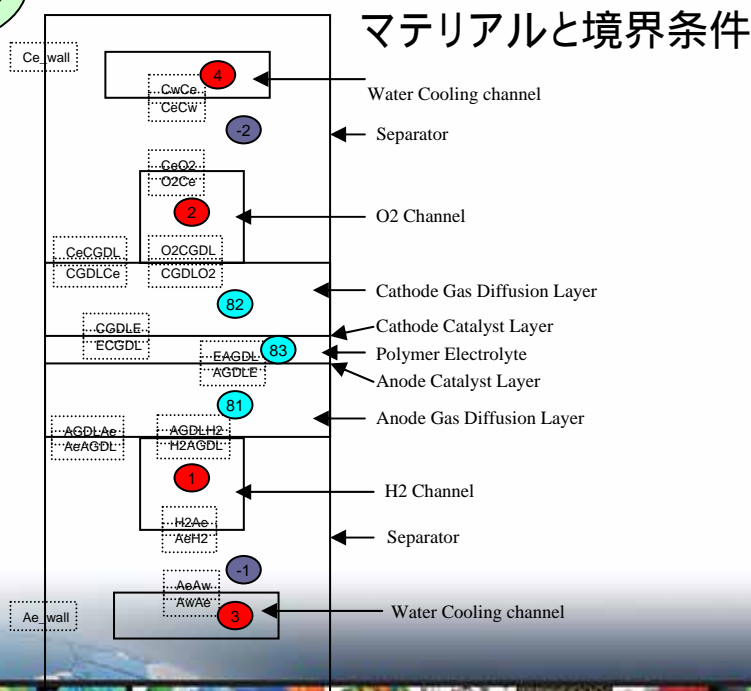 マテリアルと境界条件
Ce_wall
4
CwCe
CeCw
Water Cooling channel
-2
Separator
CeO2
O2Ce
2
O2 Channel
CeCGDL
O2CGDL
CGDLCe
CGDLO2
82
Cathode Gas Diffusion Layer
CGDLE
ECGDL
Cathode Catalyst Layer
EAGDL
AGDLE
83
Polymer Electrolyte
Anode Catalyst Layer
81
Anode Gas Diffusion Layer
AGDLAe
AeAGDL
AGDLH2
H2AGDL
1
H2 Channel
H2Ae
AeH2
Separator
-1
AeAw
AwAe
Ae_wall
3
Water Cooling channel